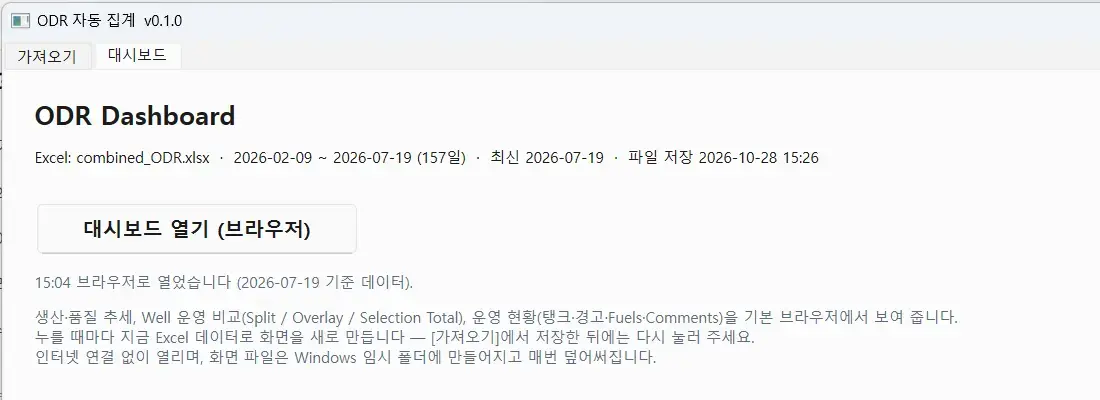 ODR 자동 집계 v0.1.0
가져오기 대시보드
ODR Dashboard
Excel: combined_ODR.xlsx · 2026-02-09 ~ 2026-07-19 (157일) · 최신 2026-07-19 · 파일 저장 2026-10-28 15:26
대시보드 열기 (브라우저)
15:04 브라우저로 열었습니다 (2026-07-19 기준 데이터).
생산·품질 추세, Well 운영 비교(Split / Overlay / Selection Total), 운영 현황(탱크·경고·Fuels·Comments)을 기본 브라우저에서 보여 줍니다.
누를 때마다 지금 Excel 데이터로 화면을 새로 만듭니다 — [가져오기]에서 저장한 뒤에는 다시 눌러 주세요.
인터넷 연결 없이 열리며, 화면 파일은 Windows 임시 폴더에 만들어지고 매번 덮어써집니다.